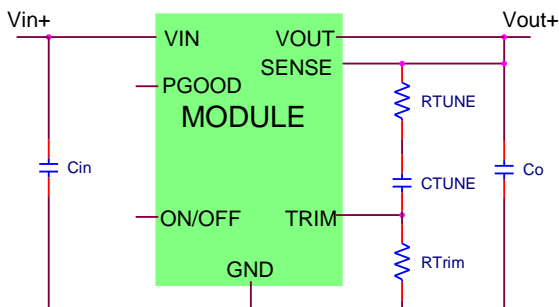 Vin+
Vout+
VIN
VOUT
SENSE
PGOOD
MODULE
RTUNE
Cin
CTUNE
Co
ON/OFF
TRIM
RTrim
GND